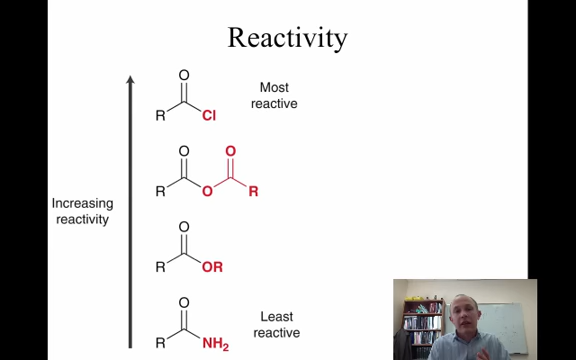 Reactivity
O
R
Cl
Most
reactive
O
O
R
O
R
Increasing
reactivity
O
R
OR
O
R
NH₂
Least
reactive